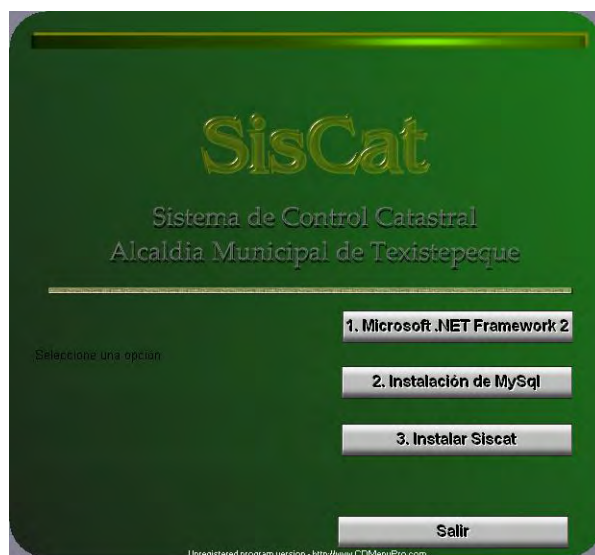 SisCat
Sistema de Control Catastral
Alcaldia Municipal de Texistepeque
1. Microsoft .NET Framework 2
Seleccione una opción
2. Instalación de MySql
3. Instalar Siscat
Salir
Unregistered program version - http://www.CDMenuPro.com